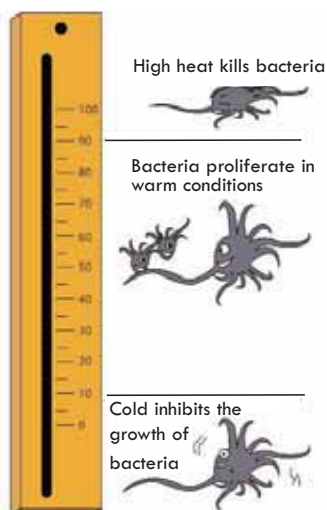 High heat kills bacteria
100
90
Bacteria proliferate in
warm conditions
80
70
60
50
40
30
20
10
Cold inhibits the
growth of
bacteria
0